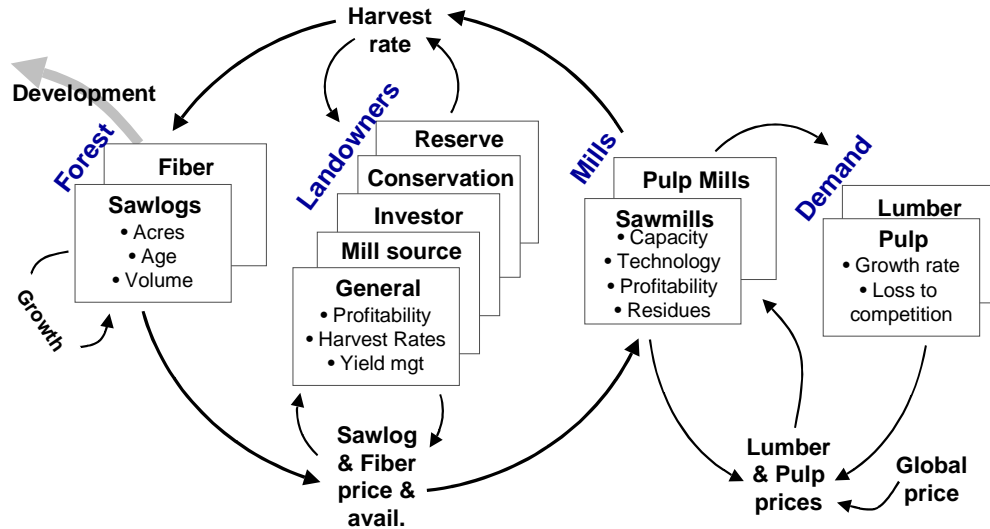 Harvest
rate
Development
Forest
Fiber
Sawlogs
• Acres
• Age
• Volume
Growth
Landowners
Reserve
Conservation
Investor
Mill source
General
• Profitability
• Harvest Rates
• Yield mgt
Sawlog
& Fiber
price &
avail.
Mills
Pulp Mills
Sawmills
• Capacity
• Technology
• Profitability
• Residues
Demand
Lumber
Pulp
• Growth rate
• Loss to
competition
Lumber
& Pulp
prices
Global
price